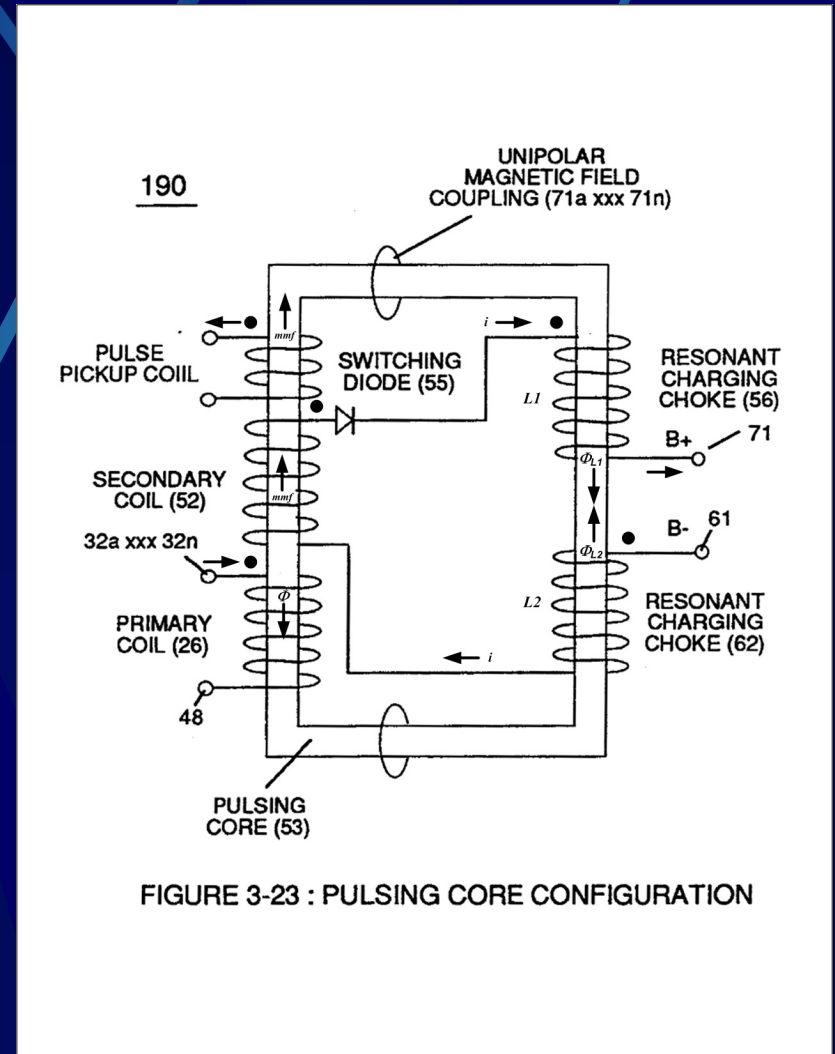 190
UNIPOLAR
MAGNETIC FIELD
COUPLING (71a xxx 71n)
mmf
i
PULSE
PICKUP COIIL
SWITCHING
DIODE (55)
L1
RESONANT
CHARGING
CHOKE (56)
B+
71
ΦL1
SECONDARY
COIL (52)
mmf
32a xxx 32n
B-
61
ΦL2
Φ
L2
PRIMARY
COIL (26)
RESONANT
CHARGING
CHOKE (62)
i
48
PULSING
CORE (53)
FIGURE 3-23 : PULSING CORE CONFIGURATION